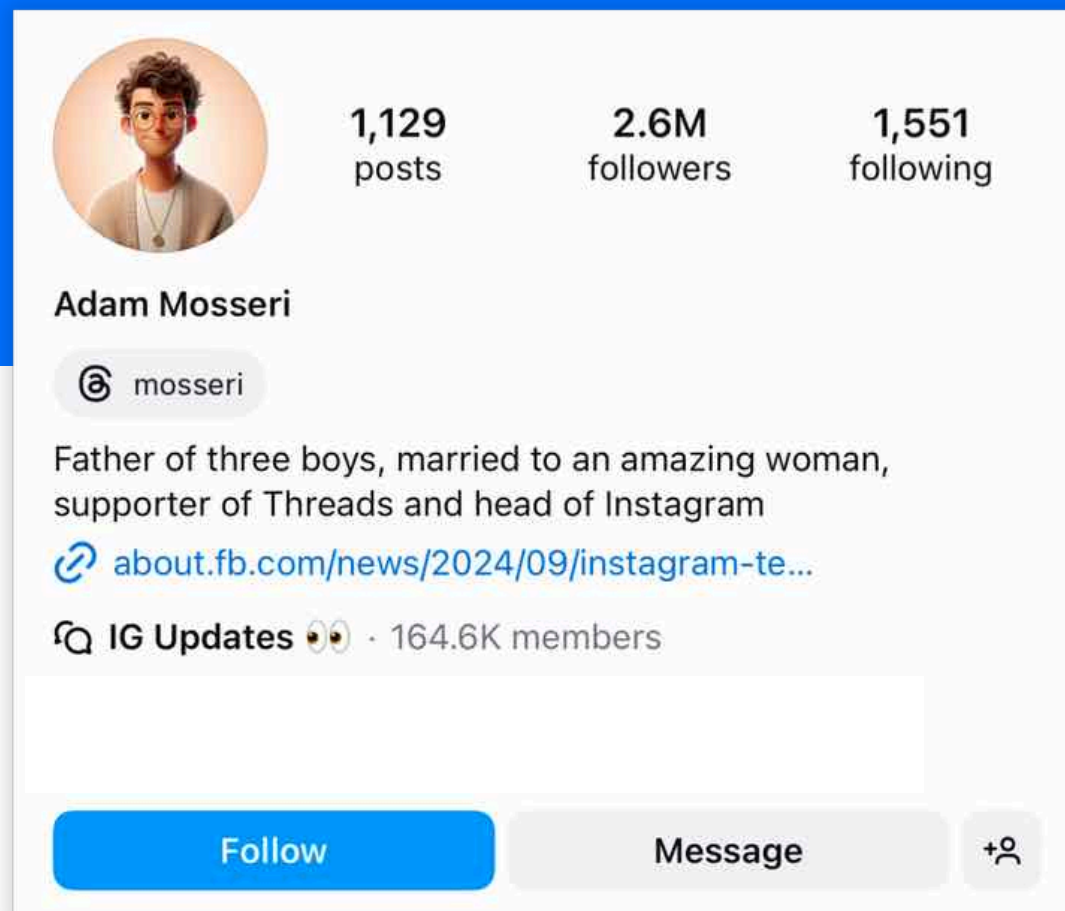 1,129
posts
2.6M
followers
1,551
following
Adam Mosseri
mosseri
Father of three boys, married to an amazing woman,
supporter of Threads and head of Instagram
about.fb.com/news/2024/09/instagram-te...
IG Updates 👀 · 164.6K members
Follow
Message